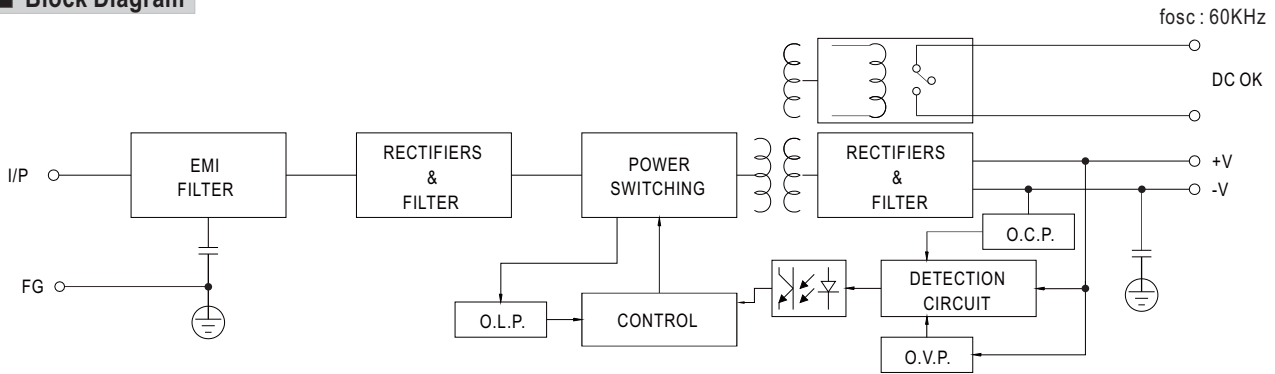 ■ Block Diagram
fosc : 60KHz
DC OK
I/P
EMI
FILTER
RECTIFIERS
&
FILTER
POWER
SWITCHING
RECTIFIERS
&
FILTER
+V
-V
O.C.P.
FG
O.L.P.
CONTROL
DETECTION
CIRCUIT
O.V.P.